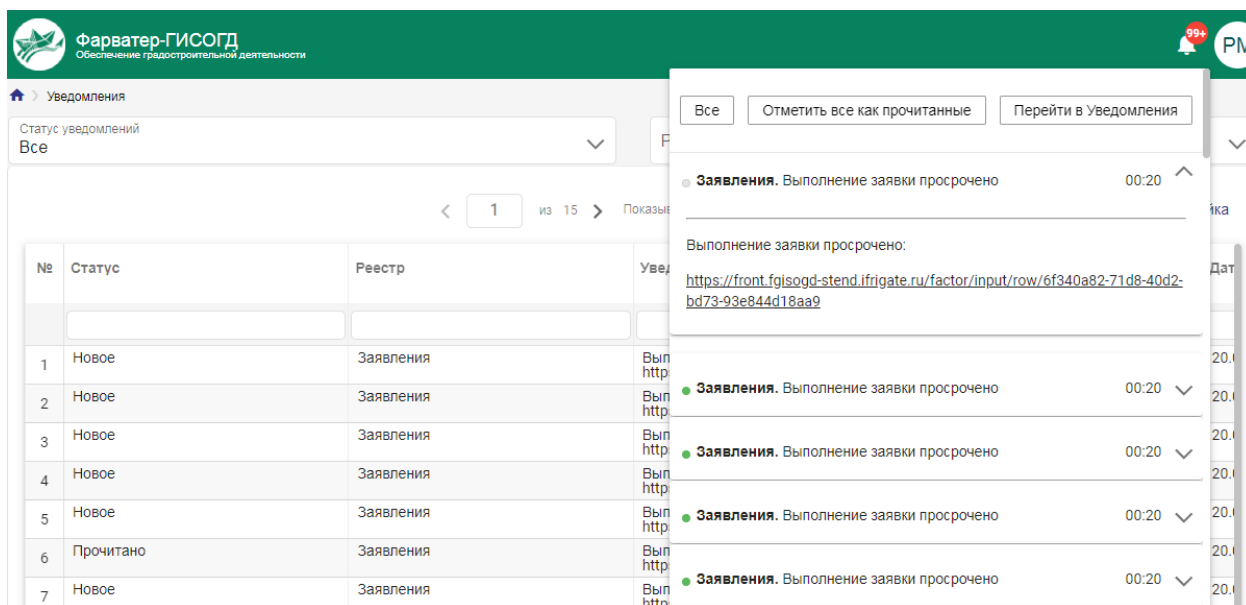 Фарватер-ГИСОГД
Обеспечение градостроительной деятельности
99+
Уведомления
Статус уведомлений
Все
1 из 15
№ Статус Реестр
1 Новое Заявления
2 Новое Заявления
3 Новое Заявления
4 Новое Заявления
5 Новое Заявления
6 Прочитано Заявления
7 Новое Заявления
Все Отметить все как прочитанные Перейти в Уведомления
Заявления. Выполнение заявки просрочено 00:20
Выполнение заявки просрочено:
https://front.fgisogd-stend.ifrigate.ru/factor/input/row/6f340a82-71d8-40d2-
bd73-93e844d18aa9
Заявления. Выполнение заявки просрочено 00:20
Заявления. Выполнение заявки просрочено 00:20
Заявления. Выполнение заявки просрочено 00:20
Заявления. Выполнение заявки просрочено 00:20